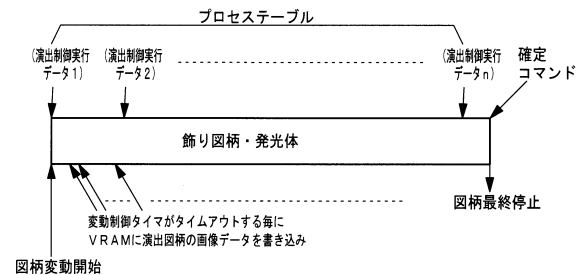 プロセステーブル
(演出制御実行データ1)
(演出制御実行データ2)
(演出制御実行データn)
確定コマンド
飾り図柄・発光体
変動制御タイマがタイムアウトする毎に
VRAMに演出図柄の画像データを書き込み
図柄最終停止
図柄変動開始